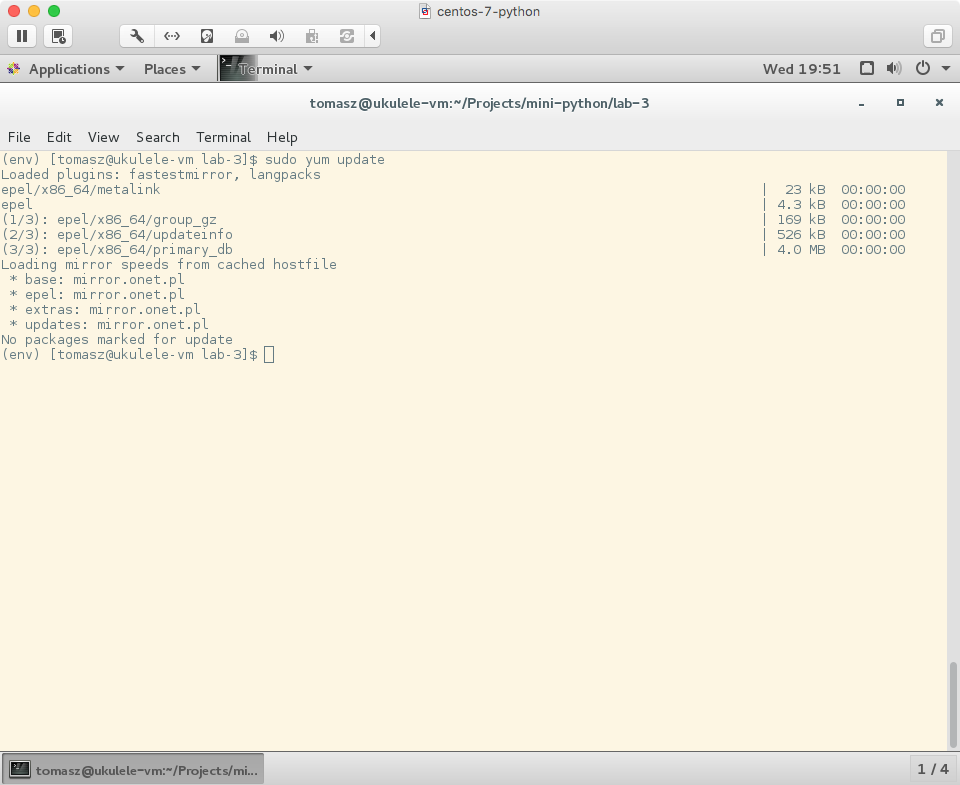 centos-7-python
Applications Places Terminal Wed 19:51
tomasz@ukulele-vm:~/Projects/mini-python/lab-3
File Edit View Search Terminal Help
(env) [tomasz@ukulele-vm lab-3]$ sudo yum update
Loaded plugins: fastestmirror, langpacks
epel/x86_64/metalink | 23 kB 00:00:00
epel | 4.3 kB 00:00:00
(1/3): epel/x86_64/group_gz | 169 kB 00:00:00
(2/3): epel/x86_64/updateinfo | 526 kB 00:00:00
(3/3): epel/x86_64/primary_db | 4.0 MB 00:00:00
Loading mirror speeds from cached hostfile
 * base: mirror.onet.pl
 * epel: mirror.onet.pl
 * extras: mirror.onet.pl
 * updates: mirror.onet.pl
No packages marked for update
(env) [tomasz@ukulele-vm lab-3]$
tomasz@ukulele-vm:~/Projects/mi... 1 / 4